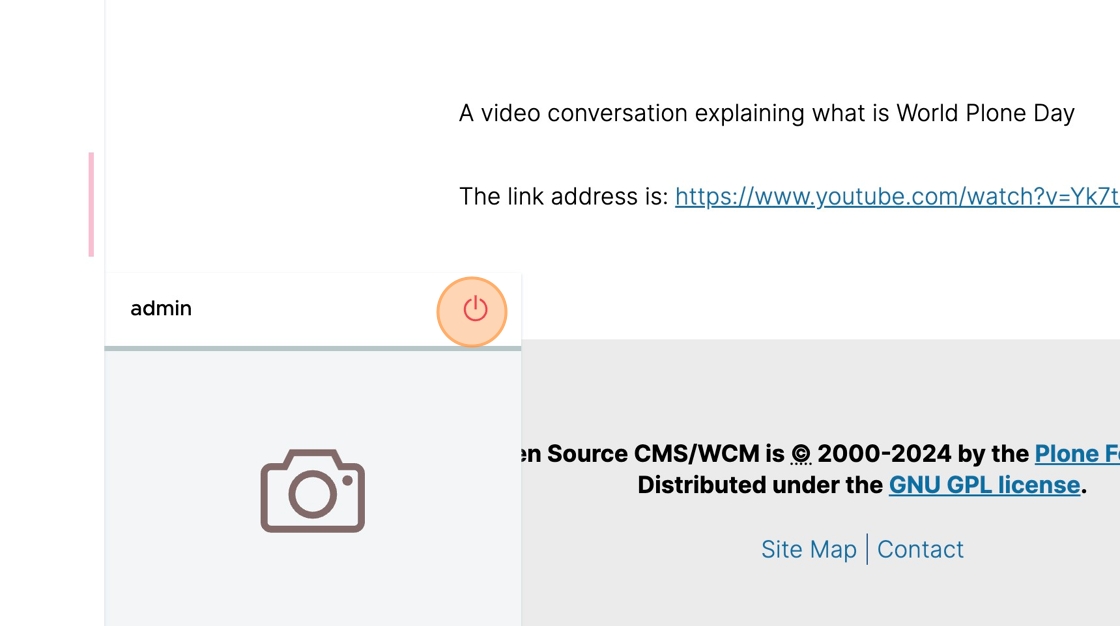 A video conversation explaining what is World Plone Day
The link address is: https://www.youtube.com/watch?v=Yk7t
admin
Source CMS/WCM is © 2000-2024 by the Plone
Distributed under the GNU GPL license.
Site Map | Contact